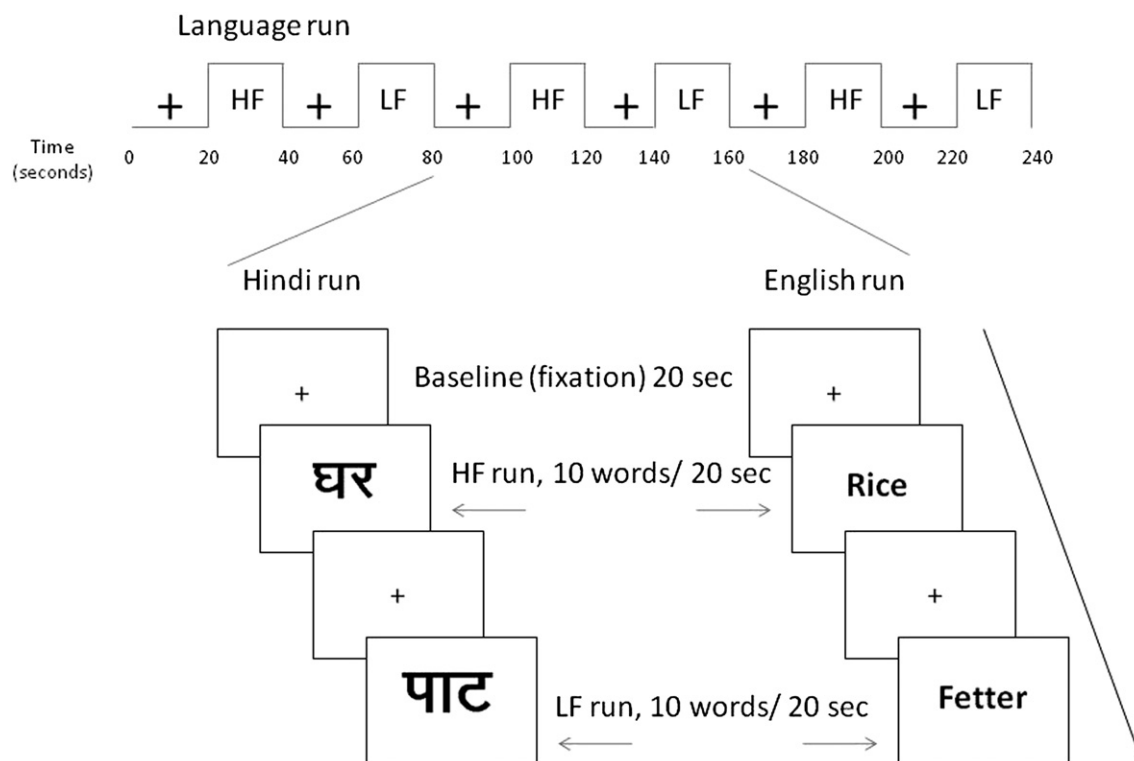 Language run
+ HF + LF + HF + LF + HF + LF
Time
(seconds)
0 20 40 60 80 100 120 140 160 180 200 220 240
Hindi run English run
+ Baseline (fixation) 20 sec +
घर HF run, 10 words/ 20 sec Rice
+ +
पाट LF run, 10 words/ 20 sec Fetter